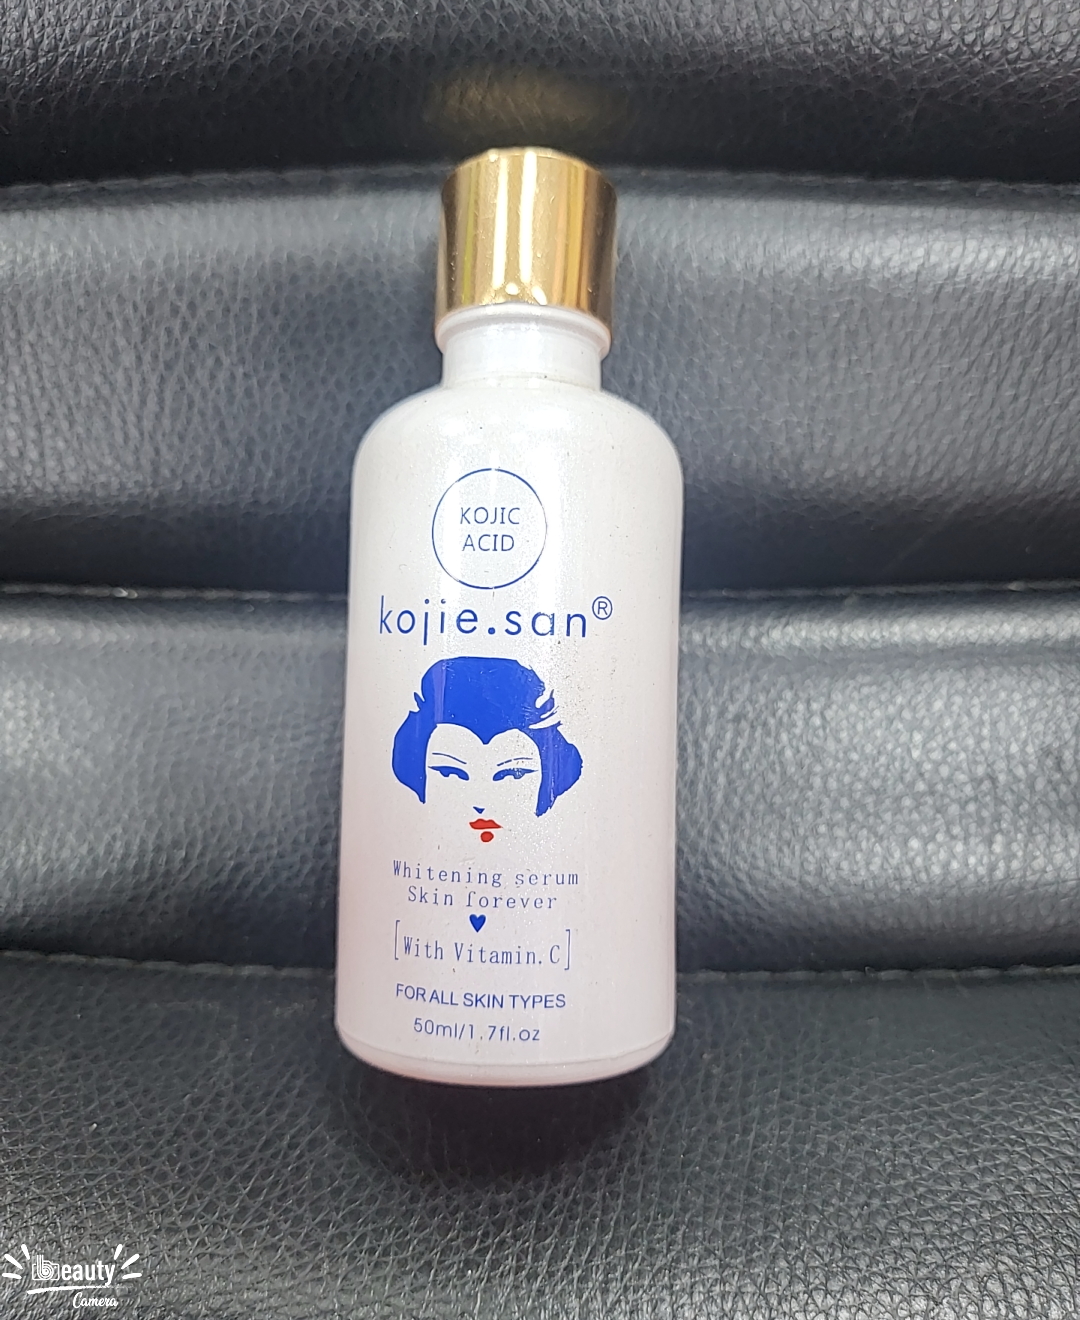 KOJIC
ACID
kojie.san®
Whitening serum
Skin forever
[With Vitamin.C]
FOR ALL SKIN TYPES
50ml/1.7fl.oz
beauty
Camera